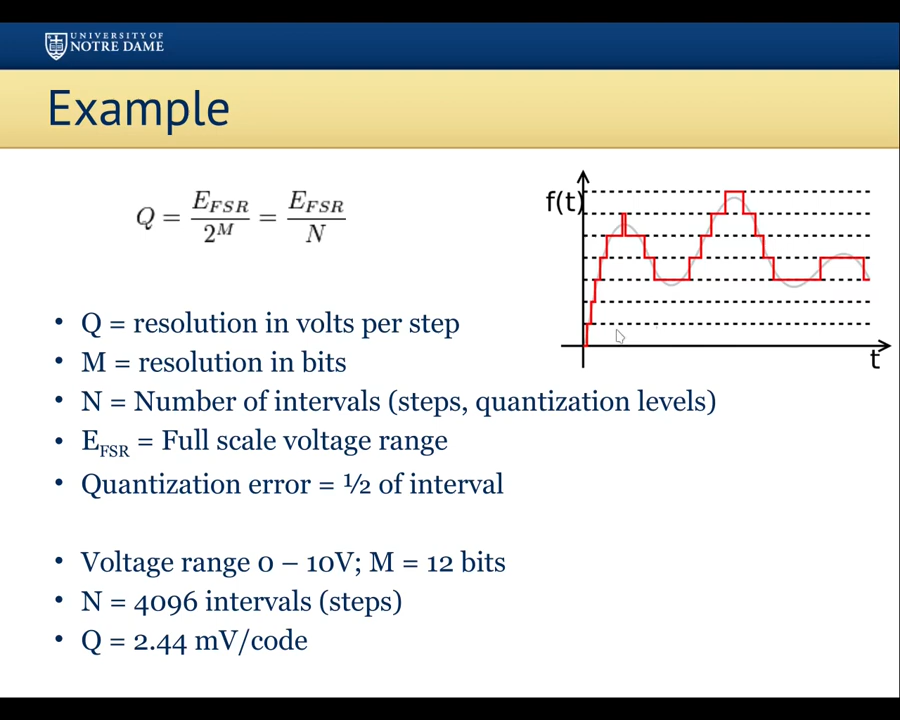 UNIVERSITY OF
NOTRE DAME
Example
Q = E_FSR / 2^M = E_FSR / N
f(t)
t
• Q = resolution in volts per step
• M = resolution in bits
• N = Number of intervals (steps, quantization levels)
• E_FSR = Full scale voltage range
• Quantization error = ½ of interval
• Voltage range 0 – 10V; M = 12 bits
• N = 4096 intervals (steps)
• Q = 2.44 mV/code